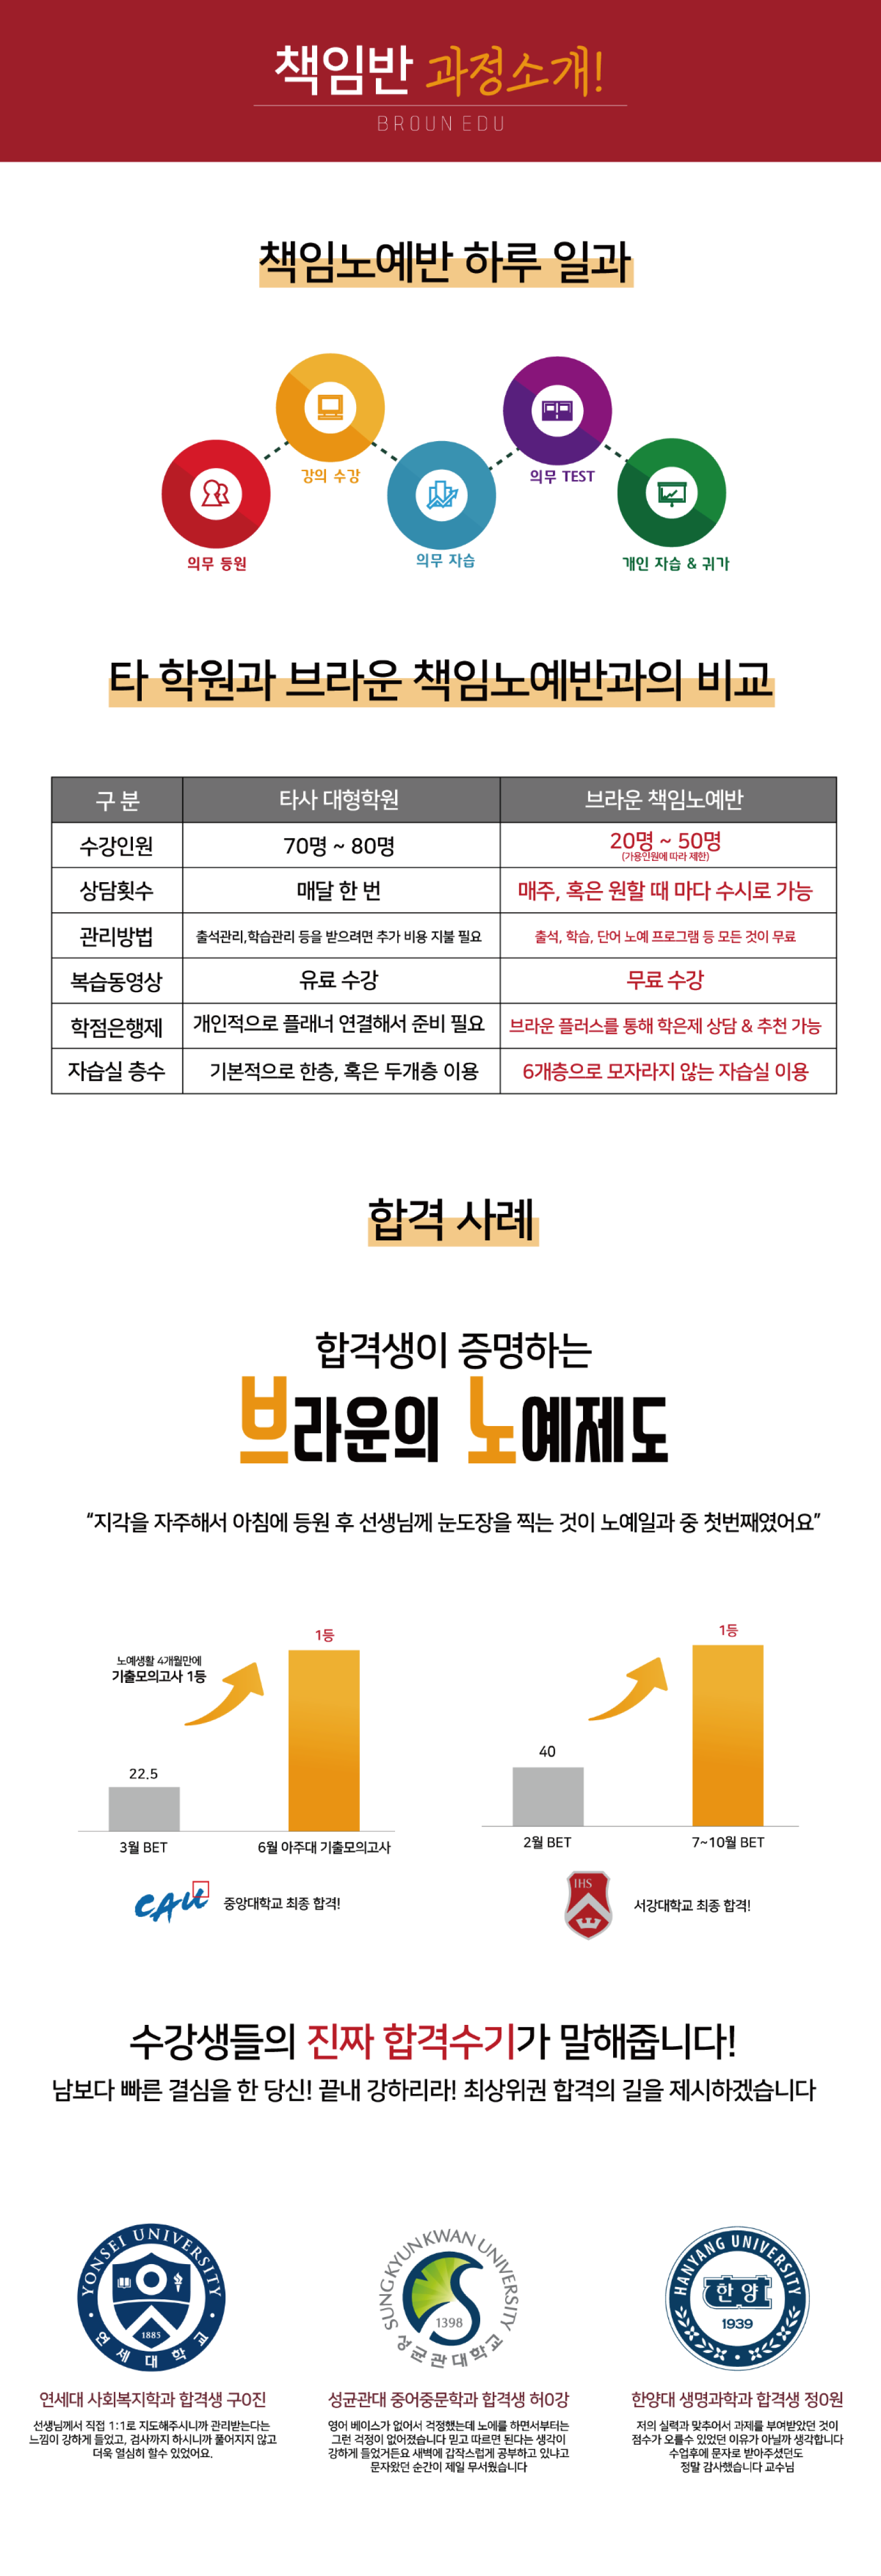 책임반 과정소개!
BROUN EDU
책임노예반 하루 일과
의무 등원
강의 수강
의무 자습
의무 TEST
개인 자습 & 귀가
타 학원과 브라운 책임노예반과의 비교
구 분 타사 대형학원 브라운 책임노예반
수강인원 70명 ~ 80명 20명 ~ 50명
(가용인원에 따라 제한)
상담횟수 매달 한 번 매주, 혹은 원할 때 마다 수시로 가능
관리방법 출석관리,학습관리 등을 받으려면 추가 비용 지불 필요 출석, 학습, 단어 노예 프로그램 등 모든 것이 무료
복습동영상 유료 수강 무료 수강
학점은행제 개인적으로 플래너 연결해서 준비 필요 브라운 플러스를 통해 학은제 상담 & 추천 가능
자습실 층수 기본적으로 한층, 혹은 두개층 이용 6개층으로 모자라지 않는 자습실 이용
합격 사례
합격생이 증명하는
브라운의 노예제도
“지각을 자주해서 아침에 등원 후 선생님께 눈도장을 찍는 것이 노예일과 중 첫번째였어요”
노예생활 4개월만에
기출모의고사 1등
22.5
1등
3월 BET
6월 아주대 기출모의고사
CAU
중앙대학교 최종 합격!
40
1등
2월 BET
7~10월 BET
IHS
서강대학교 최종 합격!
수강생들의 진짜 합격수기가 말해줍니다!
남보다 빠른 결심을 한 당신! 끝내 강하리라! 최상위권 합격의 길을 제시하겠습니다
YONSEI UNIVERSITY
1885
연세대학교
연세대 사회복지학과 합격생 구0진
선생님께서 직접 1:1로 지도해주시니까 관리받는다는
느낌이 강하게 들었고, 검사까지 하시니까 풀어지지 않고
더욱 열심히 할수 있었어요.
SUNGKYUNKWAN UNIVERSITY
1398
성균관대학교
성균관대 중어중문학과 합격생 허0강
영어 베이스가 없어서 걱정했는데 노예를 하면서부터는
그런 걱정이 없어졌습니다 믿고 따르면 된다는 생각이
강하게 들었거든요 새벽에 갑작스럽게 공부하고 있냐고
문자왔던 순간이 제일 무서웠습니다
HANYANG UNIVERSITY
한양
1939
한양대 생명과학과 합격생 정0원
저의 실력과 맞추어서 과제를 부여받았던 것이
점수가 오를수 있었던 이유가 아닐까 생각합니다
수업후에 문자로 받아주셨던도
정말 감사했습니다 교수님